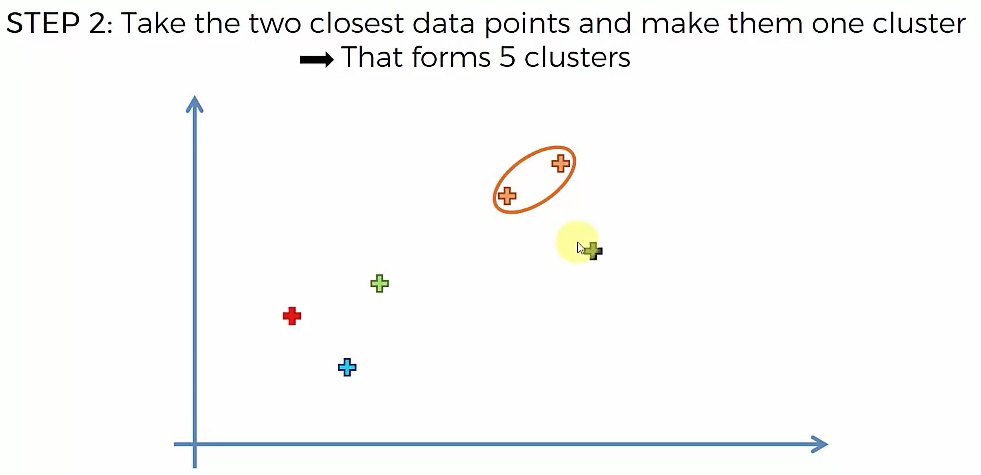 STEP 2: Take the two closest data points and make them one cluster
That forms 5 clusters